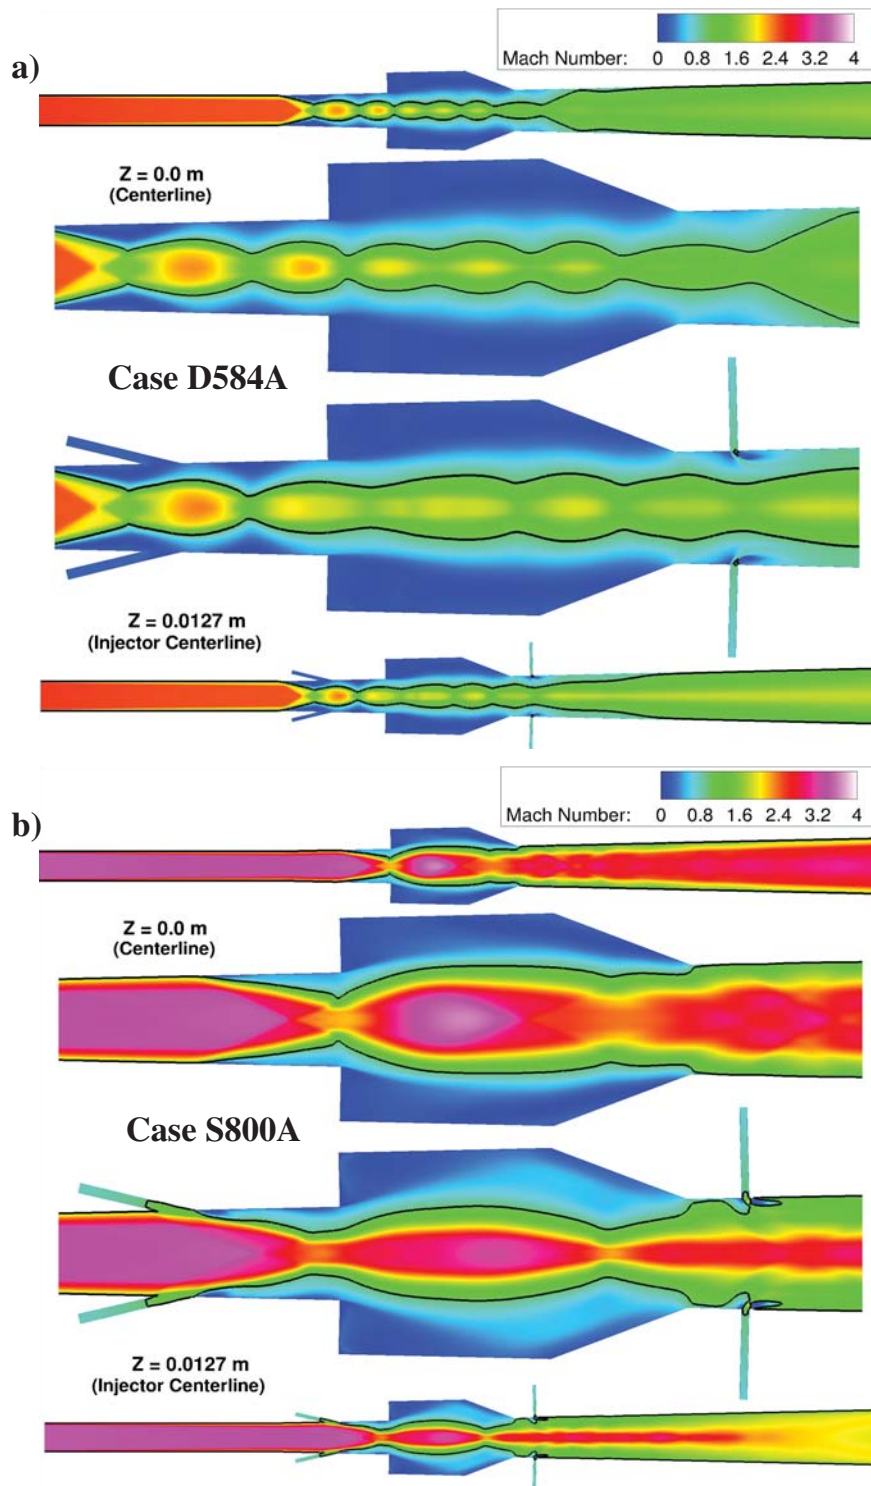 Mach Number: 0 0.8 1.6 2.4 3.2 4
a)
Z = 0.0 m
(Centerline)
Case D584A
Z = 0.0127 m
(Injector Centerline)
Mach Number: 0 0.8 1.6 2.4 3.2 4
b)
Z = 0.0 m
(Centerline)
Case S800A
Z = 0.0127 m
(Injector Centerline)